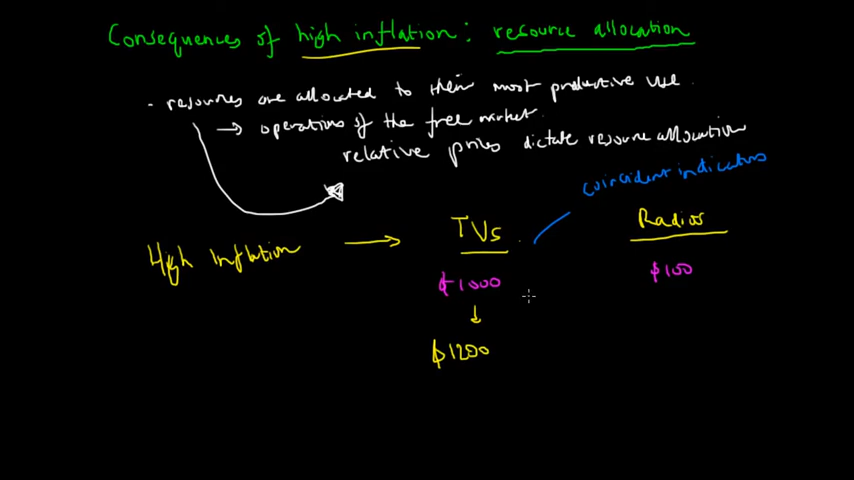 Consequences of high inflation: resource allocation
- resources are allocated to their most productive use.
→ operations of the free market.
relative prices dictate resource allocation
coincident indicators
High Inflation → TVs Radios
$1000 $100
↓
$1200